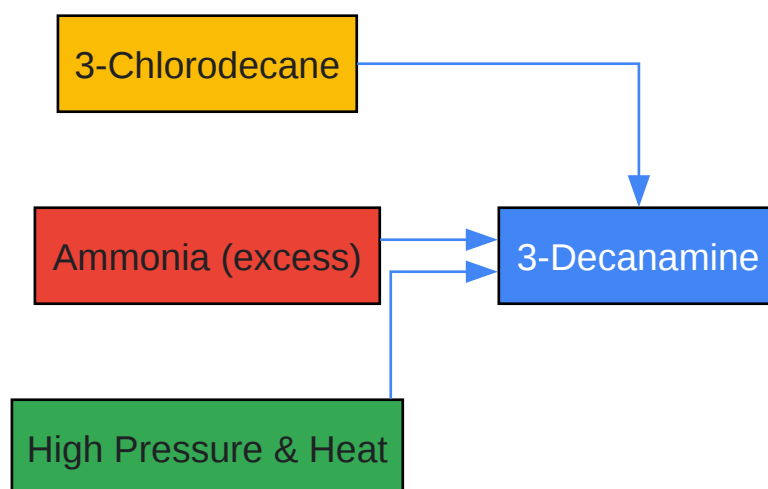 3-Chlorodecane
Ammonia (excess)
3-Decanamine
High Pressure & Heat